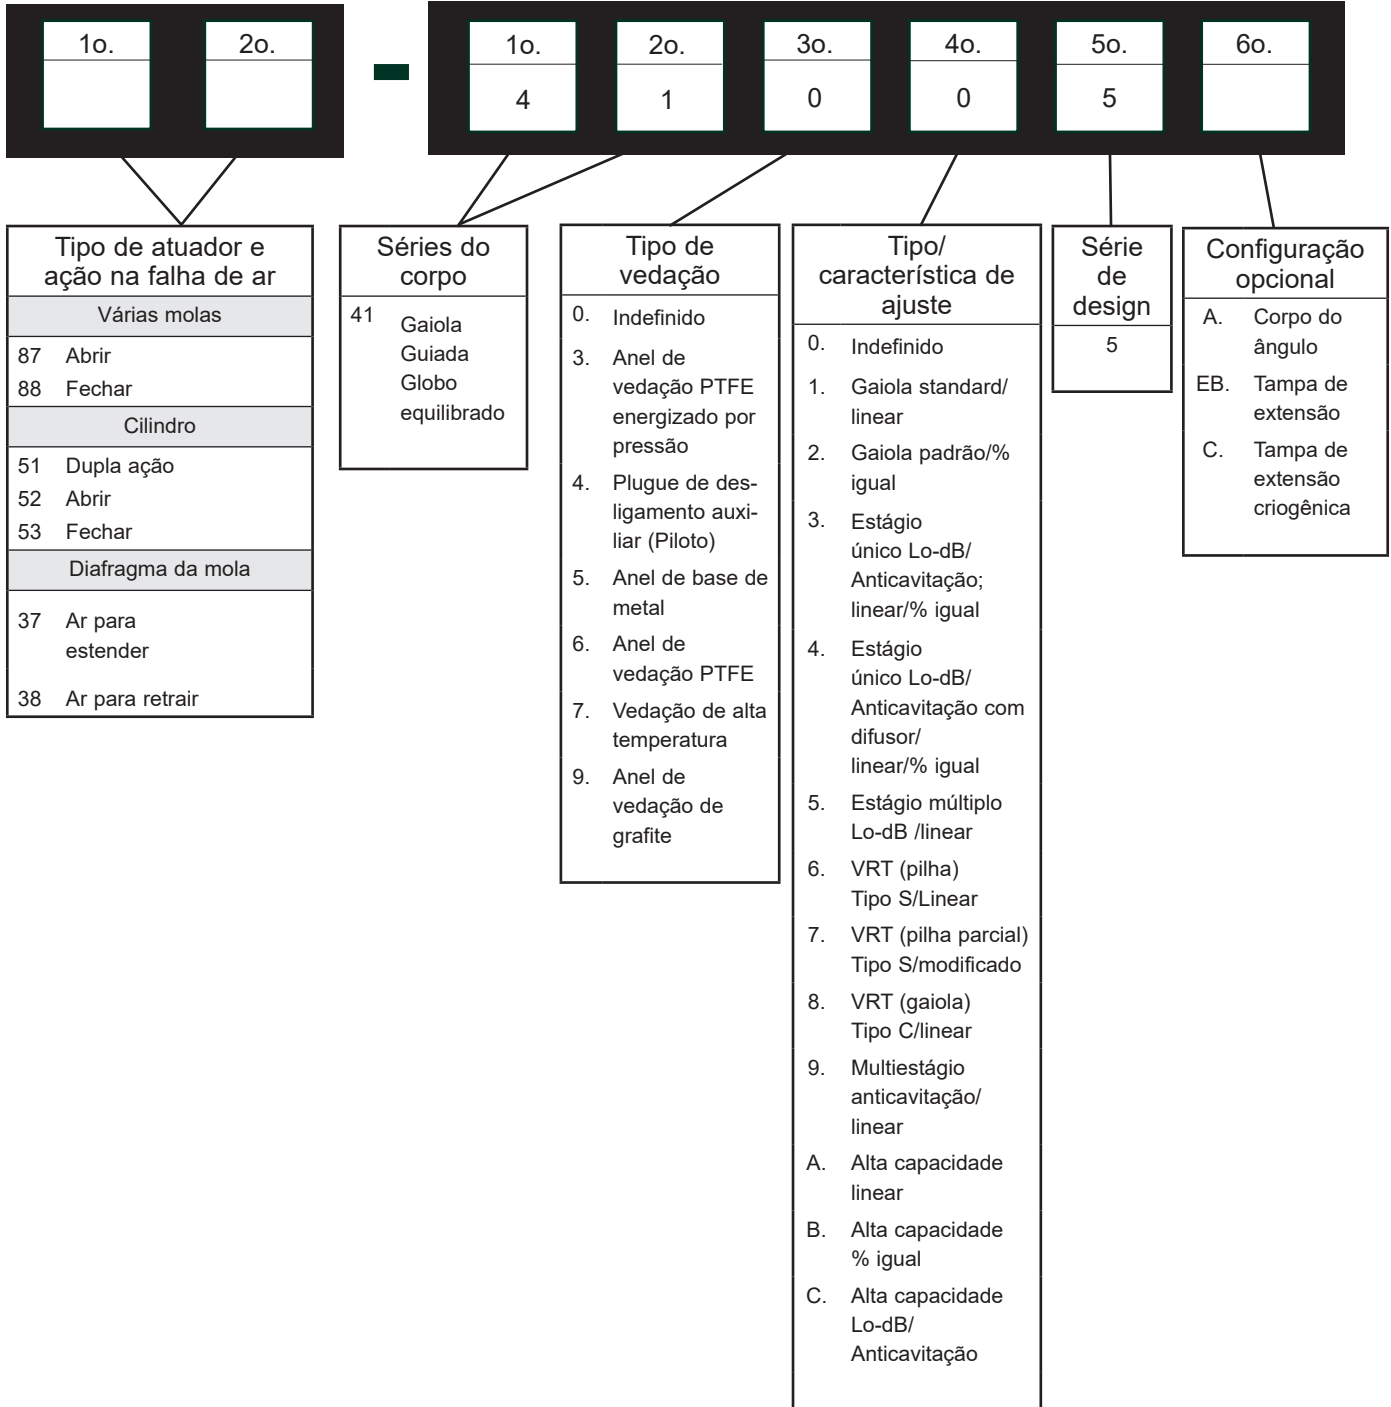 1o.
2o.
1o.
4
2o.
1
3o.
0
4o.
0
5o.
5
6o.
Tipo de atuador e
ação na falha de ar
Várias molas
87 Abrir
88 Fechar
Cilindro
51 Dupla ação
52 Abrir
53 Fechar
Diafragma da mola
37 Ar para
estender
38 Ar para retrair
Séries do
corpo
41 Gaiola
Guiada
Globo
equilibrado
Tipo de
vedação
0. Indefinido
3. Anel de
vedação PTFE
energizado por
pressão
4. Plugue de des-
ligamento auxi-
liar (Piloto)
5. Anel de base de
metal
6. Anel de
vedação PTFE
7. Vedação de alta
temperatura
9. Anel de
vedação de
grafite
Tipo/
característica de
ajuste
0. Indefinido
1. Gaiola standard/
linear
2. Gaiola padrão/%
igual
3. Estágio
único Lo-dB/
Anticavitação;
linear/% igual
4. Estágio
único Lo-dB/
Anticavitação com
difusor/
linear/% igual
5. Estágio múltiplo
Lo-dB /linear
6. VRT (pilha)
Tipo S/Linear
7. VRT (pilha parcial)
Tipo S/modificado
8. VRT (gaiola)
Tipo C/linear
9. Multiestágio
anticavitação/
linear
A. Alta capacidade
linear
B. Alta capacidade
% igual
C. Alta capacidade
Lo-dB/
Anticavitação
Série
de
design
5
Configuração
opcional
A. Corpo do
ângulo
EB. Tampa de
extensão
C. Tampa de
extensão
criogênica